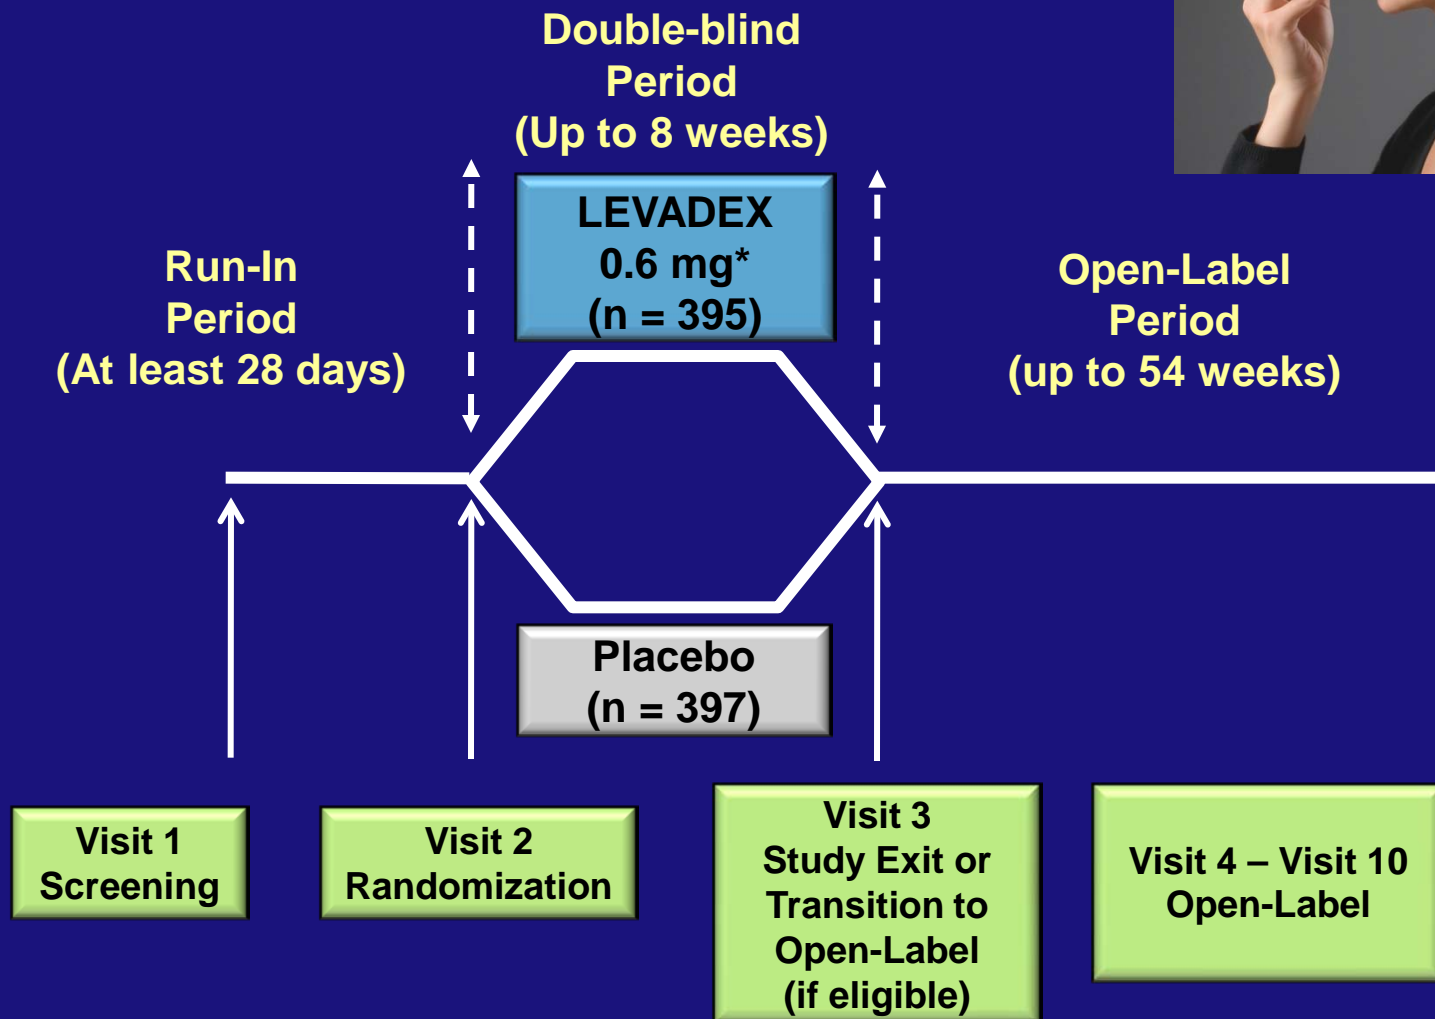 Double-blind
Period
(Up to 8 weeks)
LEVADEX
0.6 mg*
(n = 395)
Run-In
Period
(At least 28 days)
Open-Label
Period
(up to 54 weeks)
Placebo
(n = 397)
Visit 1
Screening
Visit 2
Randomization
Visit 3
Study Exit or
Transition to
Open-Label
(if eligible)
Visit 4 – Visit 10
Open-Label